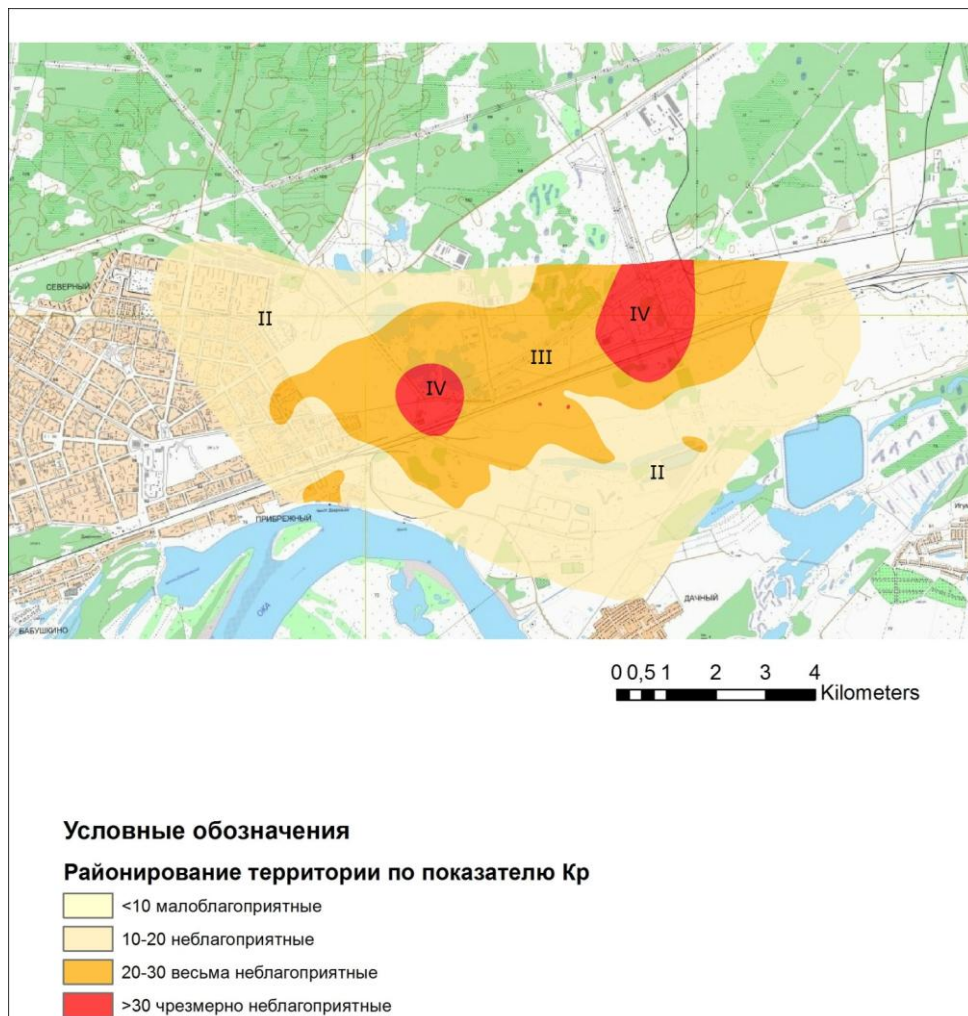 СЕВЕРНЫЙ
II
IV
III
IV
II
ПРИБРЕЖНЫЙ
ОКА
ДАЧНЫЙ
БАБУШКИНО
0 0,5 1 2 3 4
Kilometers
Условные обозначения
Районирование территории по показателю Кр
<10 малоблагоприятные
10-20 неблагоприятные
20-30 весьма неблагоприятные
>30 чрезмерно неблагоприятные